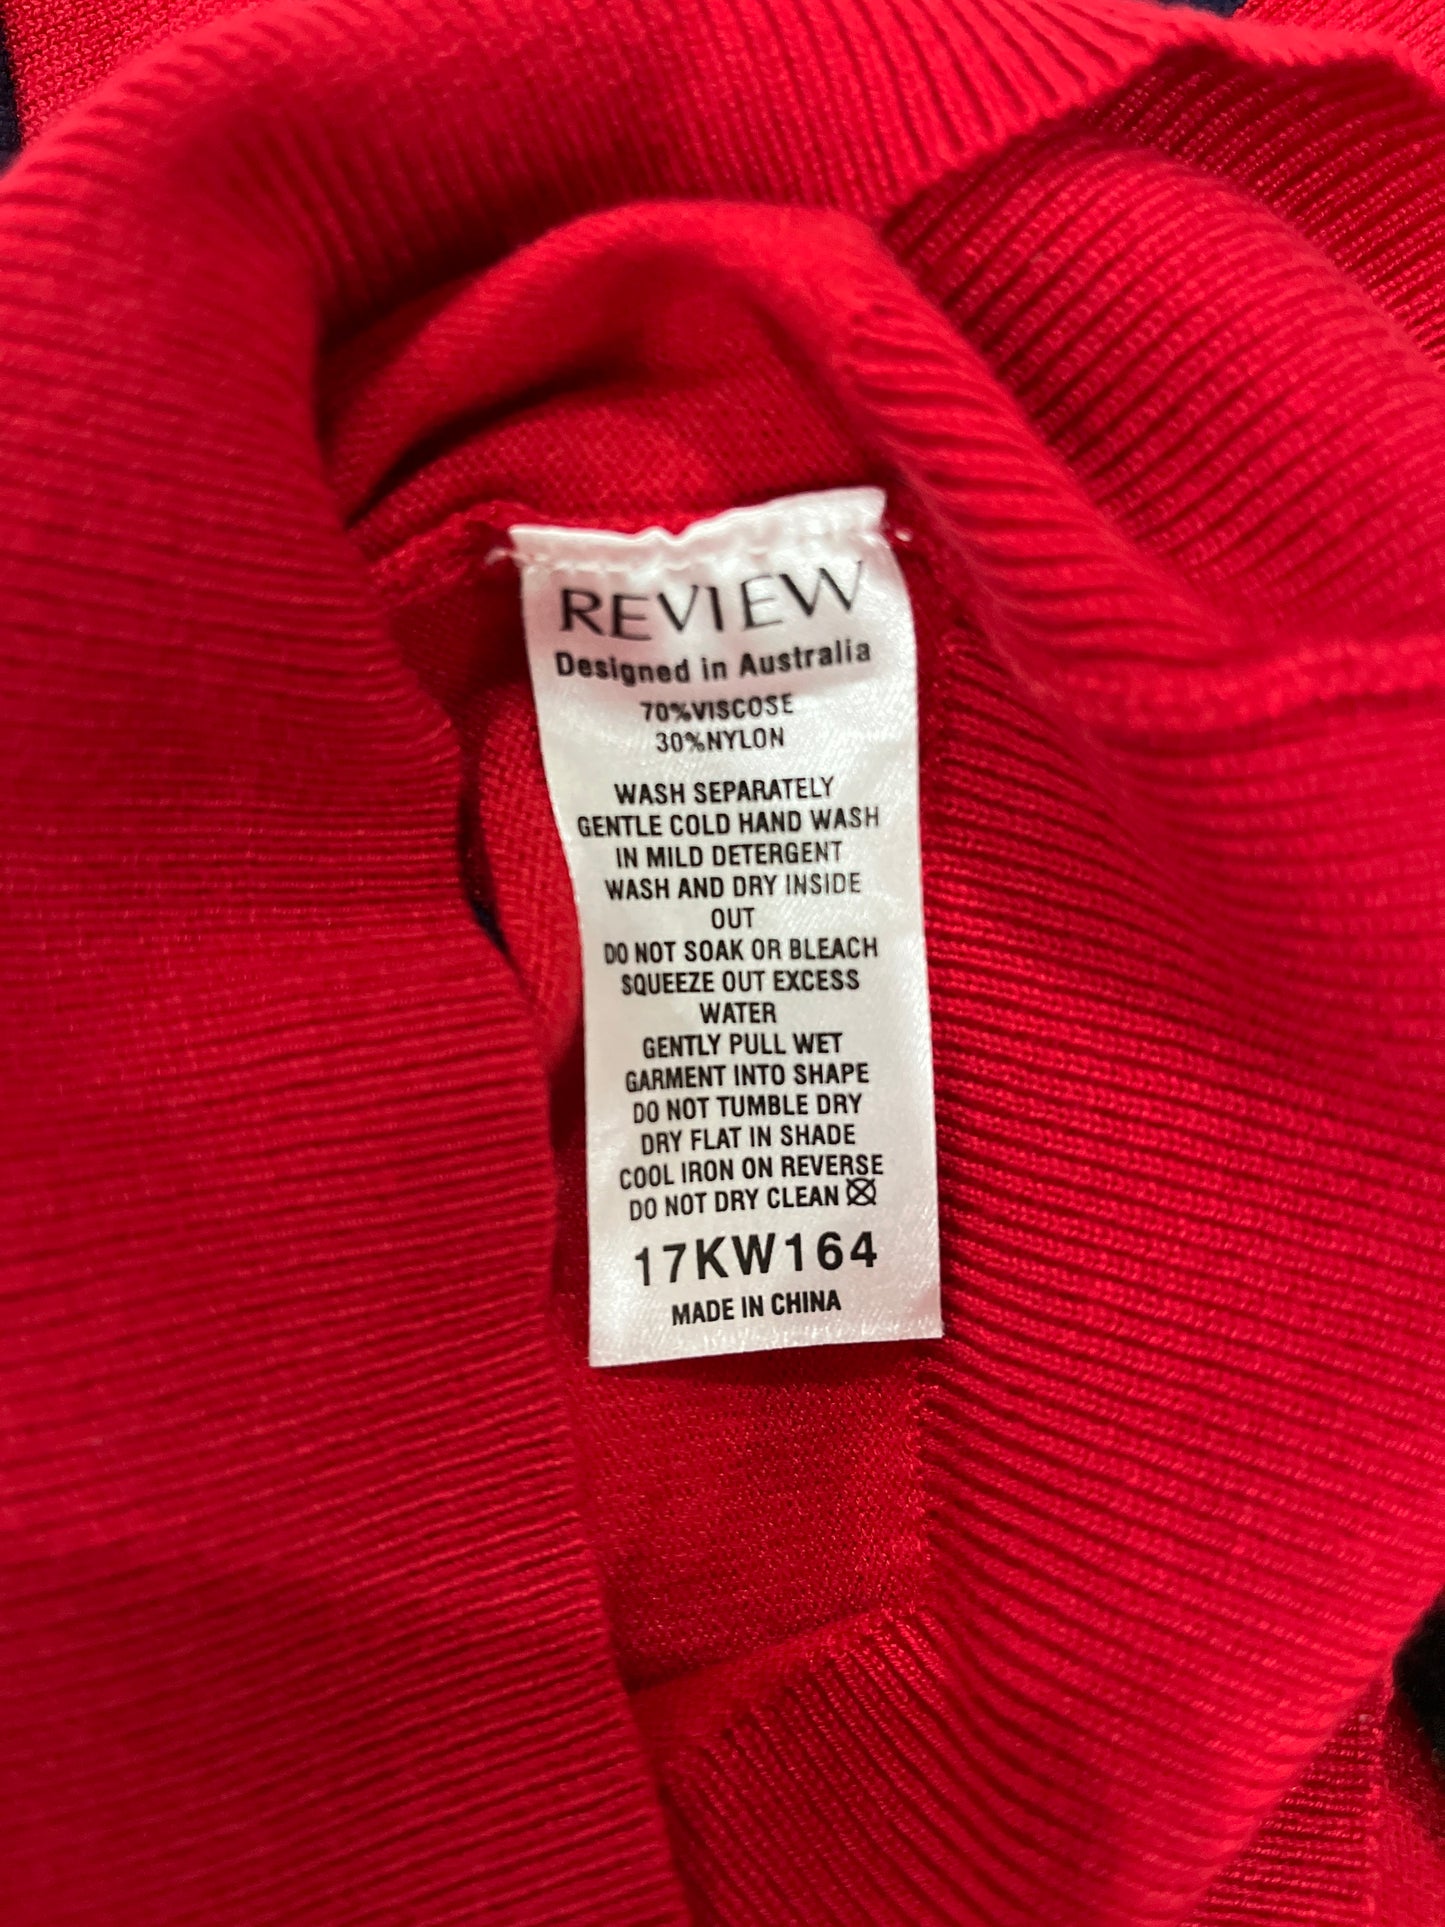 REVIEW
Designed in Australia
70%VISCOSE
30%NYLON
WASH SEPARATELY
GENTLE COLD HAND WASH
IN MILD DETERGENT
WASH AND DRY INSIDE
OUT
DO NOT SOAK OR BLEACH
SQUEEZE OUT EXCESS
WATER
GENTLY PULL WET
GARMENT INTO SHAPE
DO NOT TUMBLE DRY
DRY FLAT IN SHADE
COOL IRON ON REVERSE
DO NOT DRY CLEAN
17KW164
MADE IN CHINA